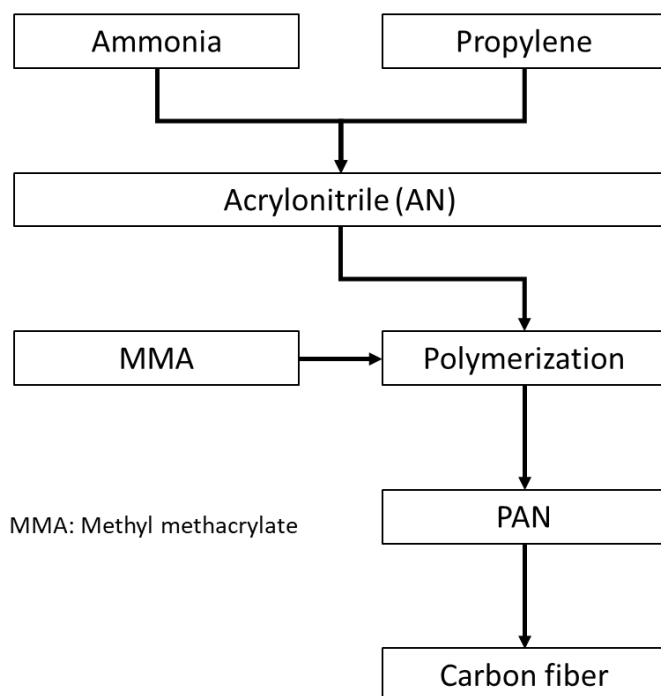 Ammonia
Propylene
Acrylonitrile (AN)
MMA
Polymerization
MMA: Methyl methacrylate
PAN
Carbon fiber